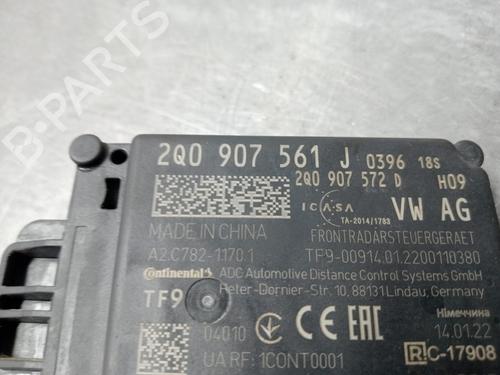 2Q0 907 561 J 0396 18S
2Q0 907 572 D H09
ICASA
TA-2014/1783
VW AG
MADE IN CHINA
FRONTRADARSTEUERGERAET
A2.C782-1170.1
TF9-00914.01.2200110380
Continental
ADC Automotive Distance Control Systems GmbH
Peter-Dornier-Str. 10, 88131 Lindau, Germany
TF9
04010
CE EAC
Німеччина
14.01.22
UA RF: 1CONT0001
R C-17908
B-Parts